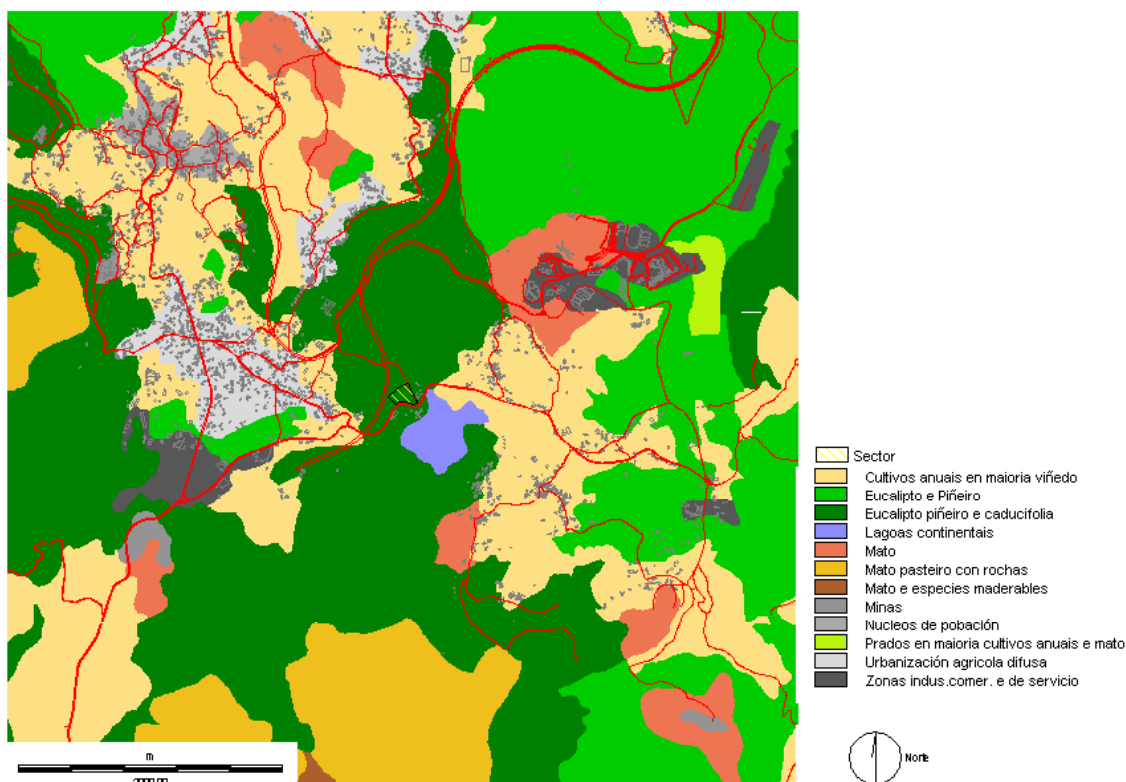 Sector
Cultivos anuais en maioria viñedo
Eucalipto e Piñeiro
Eucalipto piñeiro e caducifolia
Lagoas continentais
Mato
Mato pasteiro con rochas
Mato e especies maderables
Minas
Nucleos de pobación
Prados en maioria cultivos anuais e mato
Urbanización agricola difusa
Zonas indus.comer. e de servicio
m
Norte